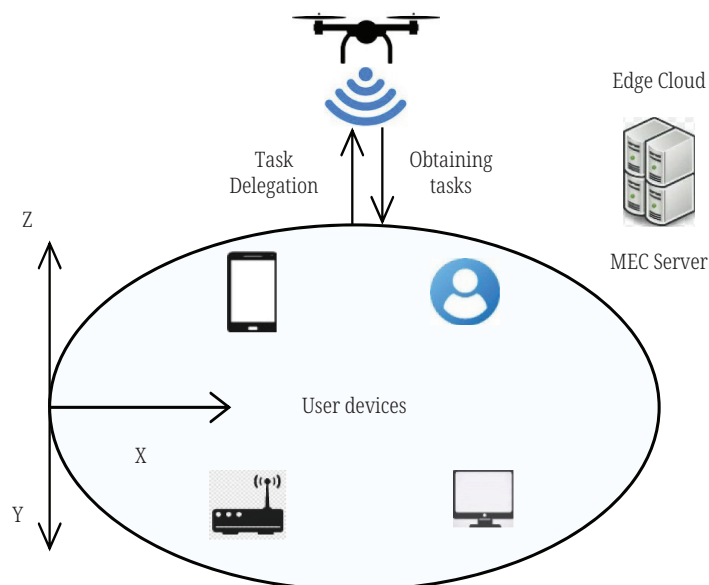 Edge Cloud
Task
Delegation
Obtaining
tasks
Z
MEC Server
User devices
X
Y